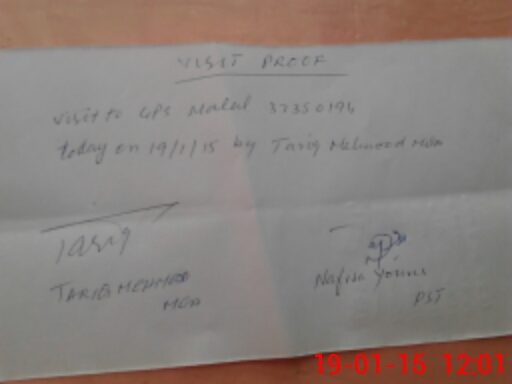 VISIT PROOF
visit to GPS Malal 37350194
today on 19/1/15 by Tariq Mehmood MEA
Tariq
TARIQ MEHMOOD
MEA
Nafisa
PST
19-01-15 12:01